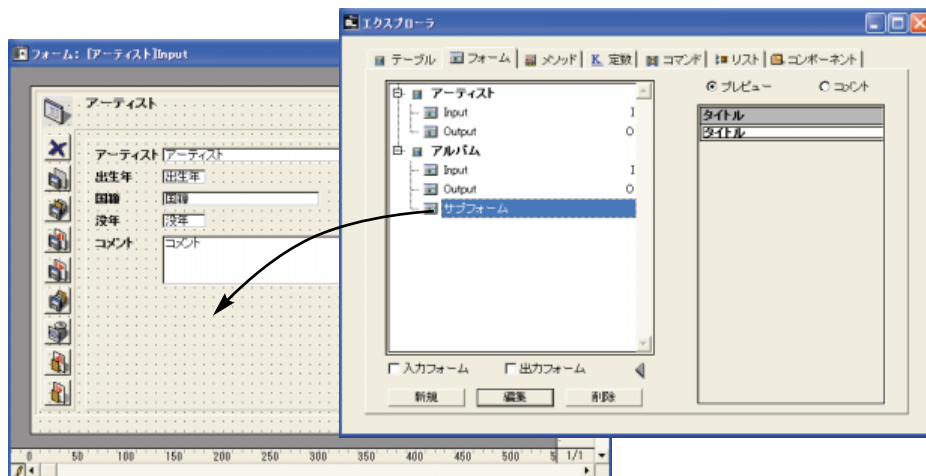 フォーム: [アーティスト]Input
アーティスト
アーティスト アーティスト
出生年 出生年
国籍 国籍
没年 没年
コメント コメント
0 50 100 150 200 250 300 350 400 450 500 5 1/1
エクスプローラ
テーブル フォーム メソッド 定数 コマンド リスト コンポーネント
アーティスト
Input I
Output O
アルバム
Input I
Output O
サブフォーム
入力フォーム 出力フォーム
新規 編集 削除
プレビュー コメント
タイトル
タイトル